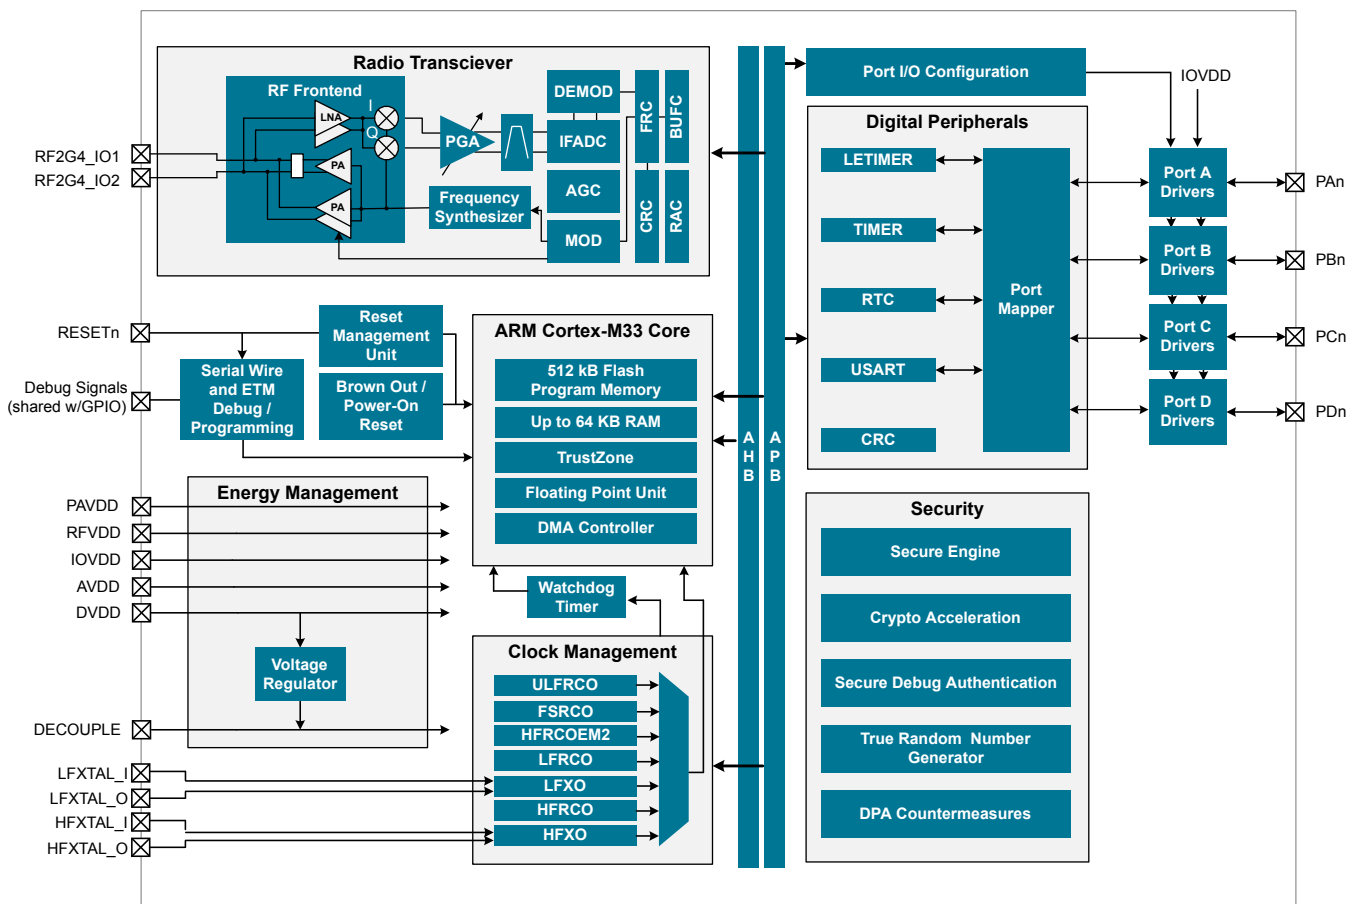 Radio Transciever
RF Frontend
LNA
I
Q
PA
PA
PGA
DEMOD
IFADC
AGC
MOD
Frequency
Synthesizer
FRC
BUFC
CRC
RAC
RF2G4_IO1
RF2G4_IO2
RESETn
Debug Signals
(shared w/GPIO)
Reset
Management
Unit
Serial Wire
and ETM
Debug /
Programming
Brown Out /
Power-On
Reset
ARM Cortex-M33 Core
512 kB Flash
Program Memory
Up to 64 KB RAM
TrustZone
Floating Point Unit
DMA Controller
Energy Management
PAVDD
RFVDD
IOVDD
AVDD
DVDD
Voltage
Regulator
DECOUPLE
Watchdog
Timer
Clock Management
ULFRCO
FSRCO
HFRCOEM2
LFRCO
LFXO
HFRCO
HFXO
LFXTAL_I
LFXTAL_O
HFXTAL_I
HFXTAL_O
A
H
B
A
P
B
Port I/O Configuration
IOVDD
Digital Peripherals
LETIMER
TIMER
RTC
USART
CRC
Port
Mapper
Port A
Drivers
Port B
Drivers
Port C
Drivers
Port D
Drivers
PAn
PBn
PCn
PDn
Security
Secure Engine
Crypto Acceleration
Secure Debug Authentication
True Random Number
Generator
DPA Countermeasures